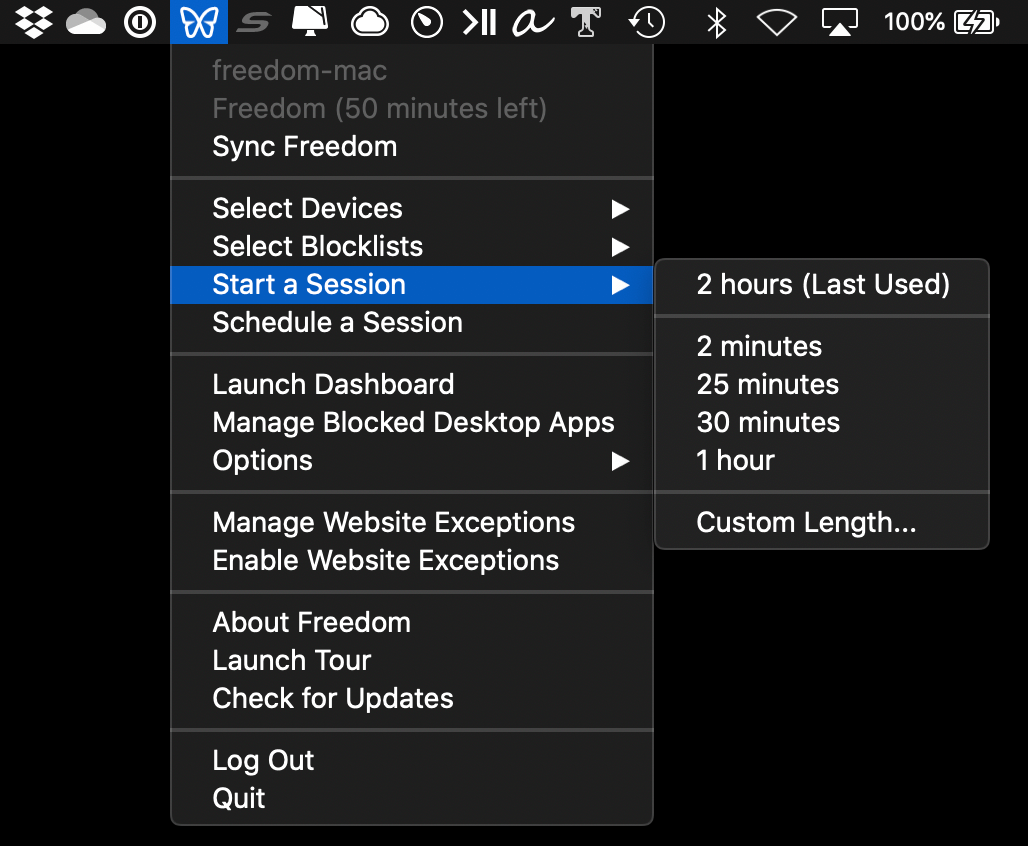 100%
freedom-mac
Freedom (50 minutes left)
Sync Freedom
Select Devices
Select Blocklists
Start a Session
Schedule a Session
Launch Dashboard
Manage Blocked Desktop Apps
Options
Manage Website Exceptions
Enable Website Exceptions
About Freedom
Launch Tour
Check for Updates
Log Out
Quit
2 hours (Last Used)
2 minutes
25 minutes
30 minutes
1 hour
Custom Length...